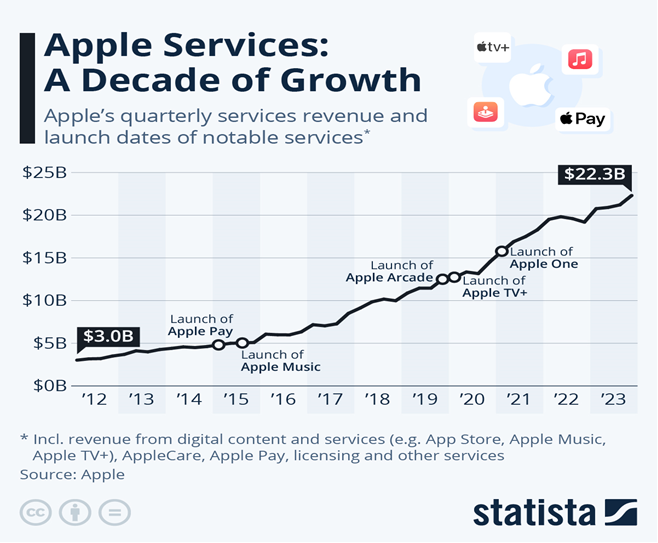 Apple Services:
A Decade of Growth
Apple's quarterly services revenue and
launch dates of notable services*
tv+
Pay
$25B
$20B
$15B
$10B
$5B
$0B
$22.3B
$3.0B
Launch of
Apple Pay
Launch of
Apple Music
Launch of
Apple Arcade
Launch of
Apple TV+
Launch of
Apple One
'12 '13 '14 '15 '16 '17 '18 '19 '20 '21 '22 '23
* Incl. revenue from digital content and services (e.g. App Store, Apple Music,
Apple TV+), AppleCare, Apple Pay, licensing and other services
Source: Apple
cc
statista